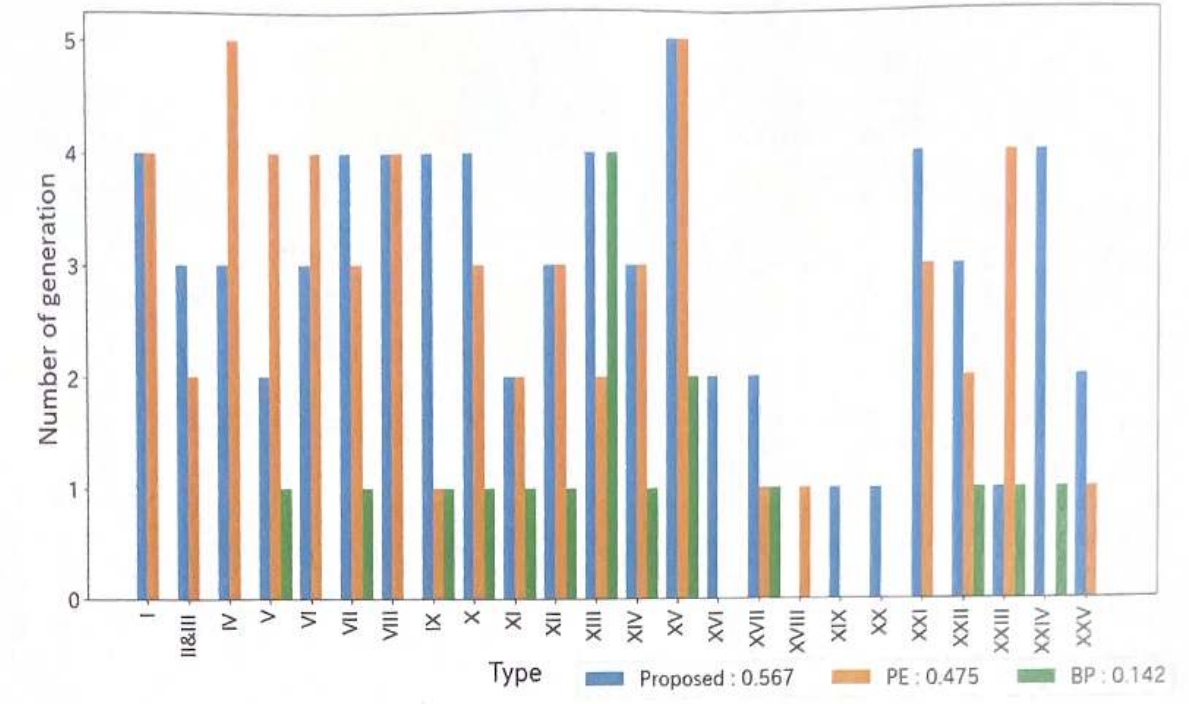 Number of generation
5
4
3
2
1
0
I
II&III
IV
V
VI
VII
VIII
IX
X
XI
XII
XIII
XIV
XV
XVI
XVII
XVIII
XIX
XX
XXI
XXII
XXIII
XXIV
XXV
Type
Proposed : 0.567
PE : 0.475
BP : 0.142